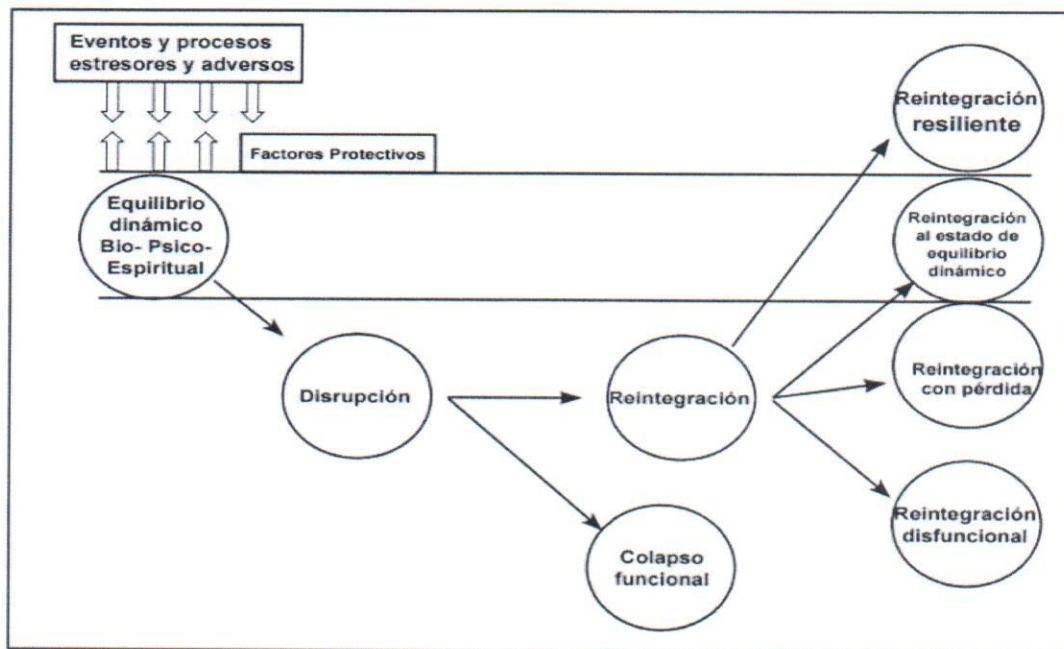 Eventos y procesos
estresores y adversos
Factores Protectivos
Equilibrio
dinámico
Bio- Psico-
Espiritual
Disrupción
Colapso
funcional
Reintegración
Reintegración
resiliente
Reintegración
al estado de
equilibrio
dinámico
Reintegración
con pérdida
Reintegración
disfuncional